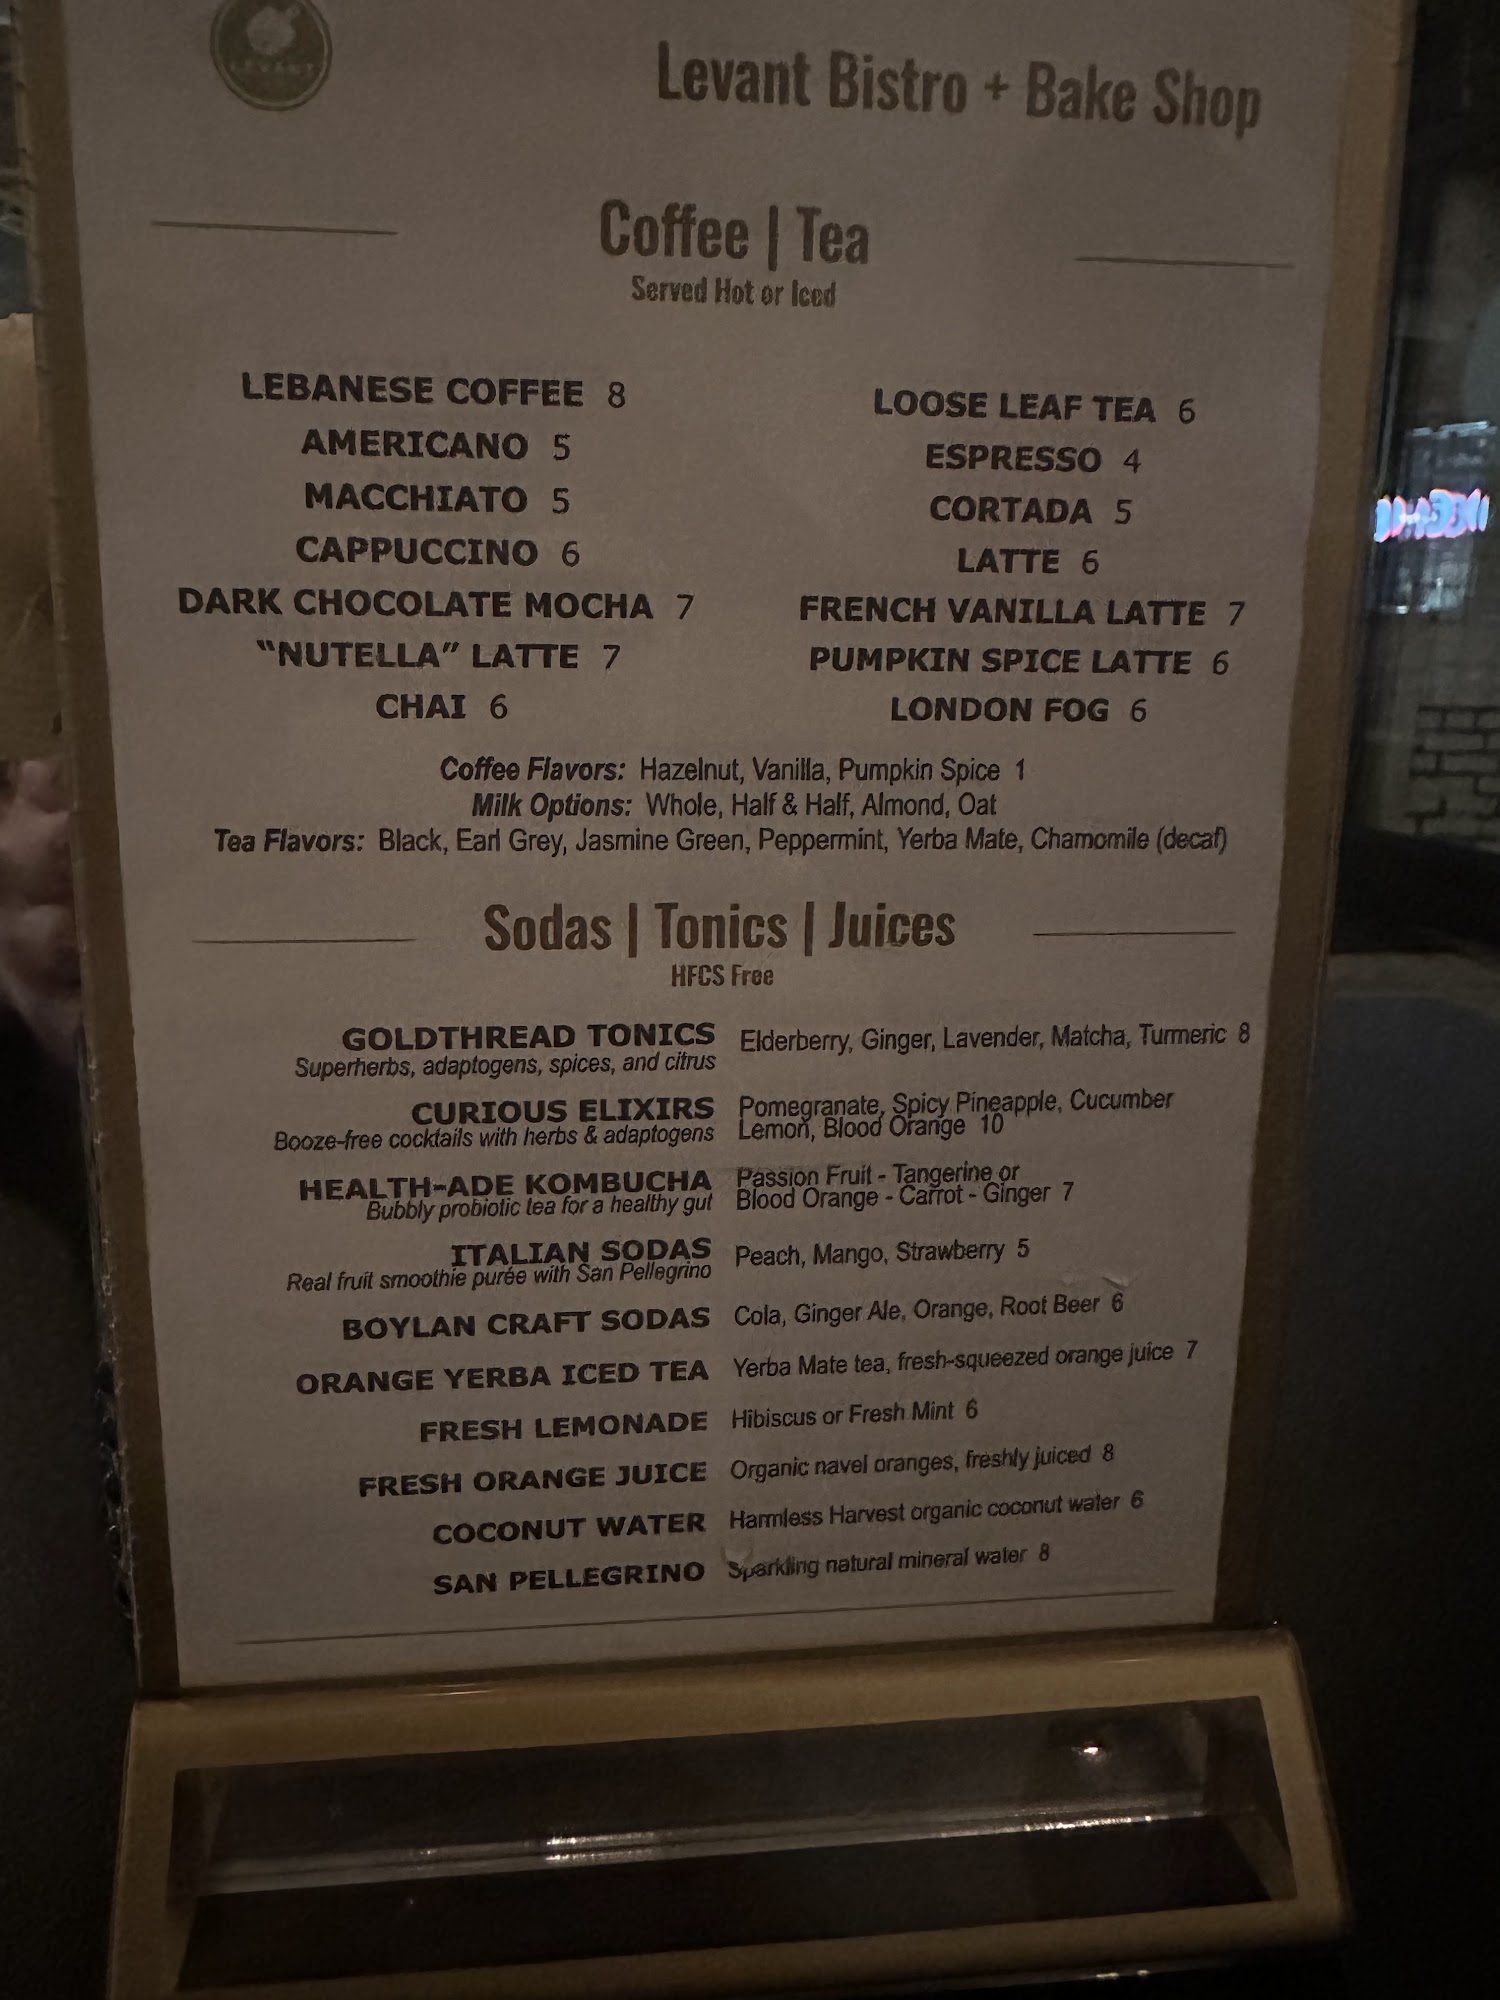 LEVANT
Levant Bistro + Bake Shop
Coffee | Tea
Served Hot or Iced
LEBANESE COFFEE 8
AMERICANO 5
MACCHIATO 5
CAPPUCCINO 6
DARK CHOCOLATE MOCHA 7
“NUTELLA” LATTE 7
CHAI 6
LOOSE LEAF TEA 6
ESPRESSO 4
CORTADA 5
LATTE 6
FRENCH VANILLA LATTE 7
PUMPKIN SPICE LATTE 6
LONDON FOG 6
Coffee Flavors: Hazelnut, Vanilla, Pumpkin Spice 1
Milk Options: Whole, Half & Half, Almond, Oat
Tea Flavors: Black, Earl Grey, Jasmine Green, Peppermint, Yerba Mate, Chamomile (decaf)
Sodas | Tonics | Juices
HFCS Free
GOLDTHREAD TONICS Elderberry, Ginger, Lavender, Matcha, Turmeric 8
Superherbs, adaptogens, spices, and citrus
CURIOUS ELIXIRS Pomegranate, Spicy Pineapple, Cucumber
Booze-free cocktails with herbs & adaptogens Lemon, Blood Orange 10
HEALTH-ADE KOMBUCHA Passion Fruit - Tangerine or
Bubbly probiotic tea for a healthy gut Blood Orange - Carrot - Ginger 7
ITALIAN SODAS Peach, Mango, Strawberry 5
Real fruit smoothie purée with San Pellegrino
BOYLAN CRAFT SODAS Cola, Ginger Ale, Orange, Root Beer 6
ORANGE YERBA ICED TEA Yerba Mate tea, fresh-squeezed orange juice 7
FRESH LEMONADE Hibiscus or Fresh Mint 6
FRESH ORANGE JUICE Organic navel oranges, freshly juiced 8
COCONUT WATER Harmless Harvest organic coconut water 6
SAN PELLEGRINO Sparkling natural mineral water 8